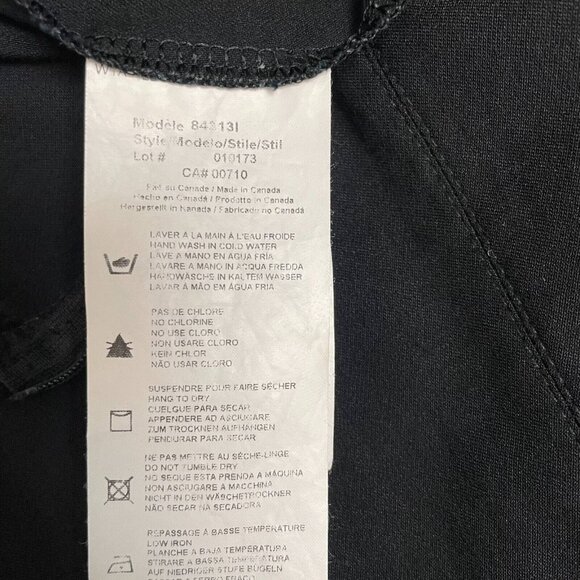 Modèle 84313I
Style/Modelo/Stile/Stil
Lot # 010173
CA# 00710
Fait au Canada / Made in Canada
Hecho en Canadá / Prodotto in Canada
Hergestellt in Kanada / Fabricado no Canadá
LAVER À LA MAIN À L'EAU FROIDE
HAND WASH IN COLD WATER
LAVE A MANO EN AGUA FRÍA
LAVARE A MANO IN ACQUA FREDDA
HANDWÄSCHE IN KALTEM WASSER
LAVAR À MÃO EM ÁGUA FRIA
PAS DE CHLORE
NO CHLORINE
NO USE CLORO
NON USARE CLORO
KEIN CHLOR
NÃO USAR CLORO
SUSPENDRE POUR FAIRE SÉCHER
HANG TO DRY
CUELGUE PARA SECAR
APPENDERE AD ASCIUGARE
ZUM TROCKNEN AUFHÄNGEN
PENDURAR PARA SECAR
NE PAS METTRE AU SÈCHE-LINGE
DO NOT TUMBLE DRY
NO SEQUE ESTA PRENDA A MÁQUINA
NON ASCIUGARE A MACCHINA
NICHT IN DEN WÄSCHETROCKNER
NÃO SECAR NA SECADORA
REPASSAGE À BASSE TEMPÉRATURE
LOW IRON
PLANCHE A BAJA TEMPERATURA
STIRARE A BASSA TEMPERATURA
AUF NIEDRIGER STUFE BÜGELN